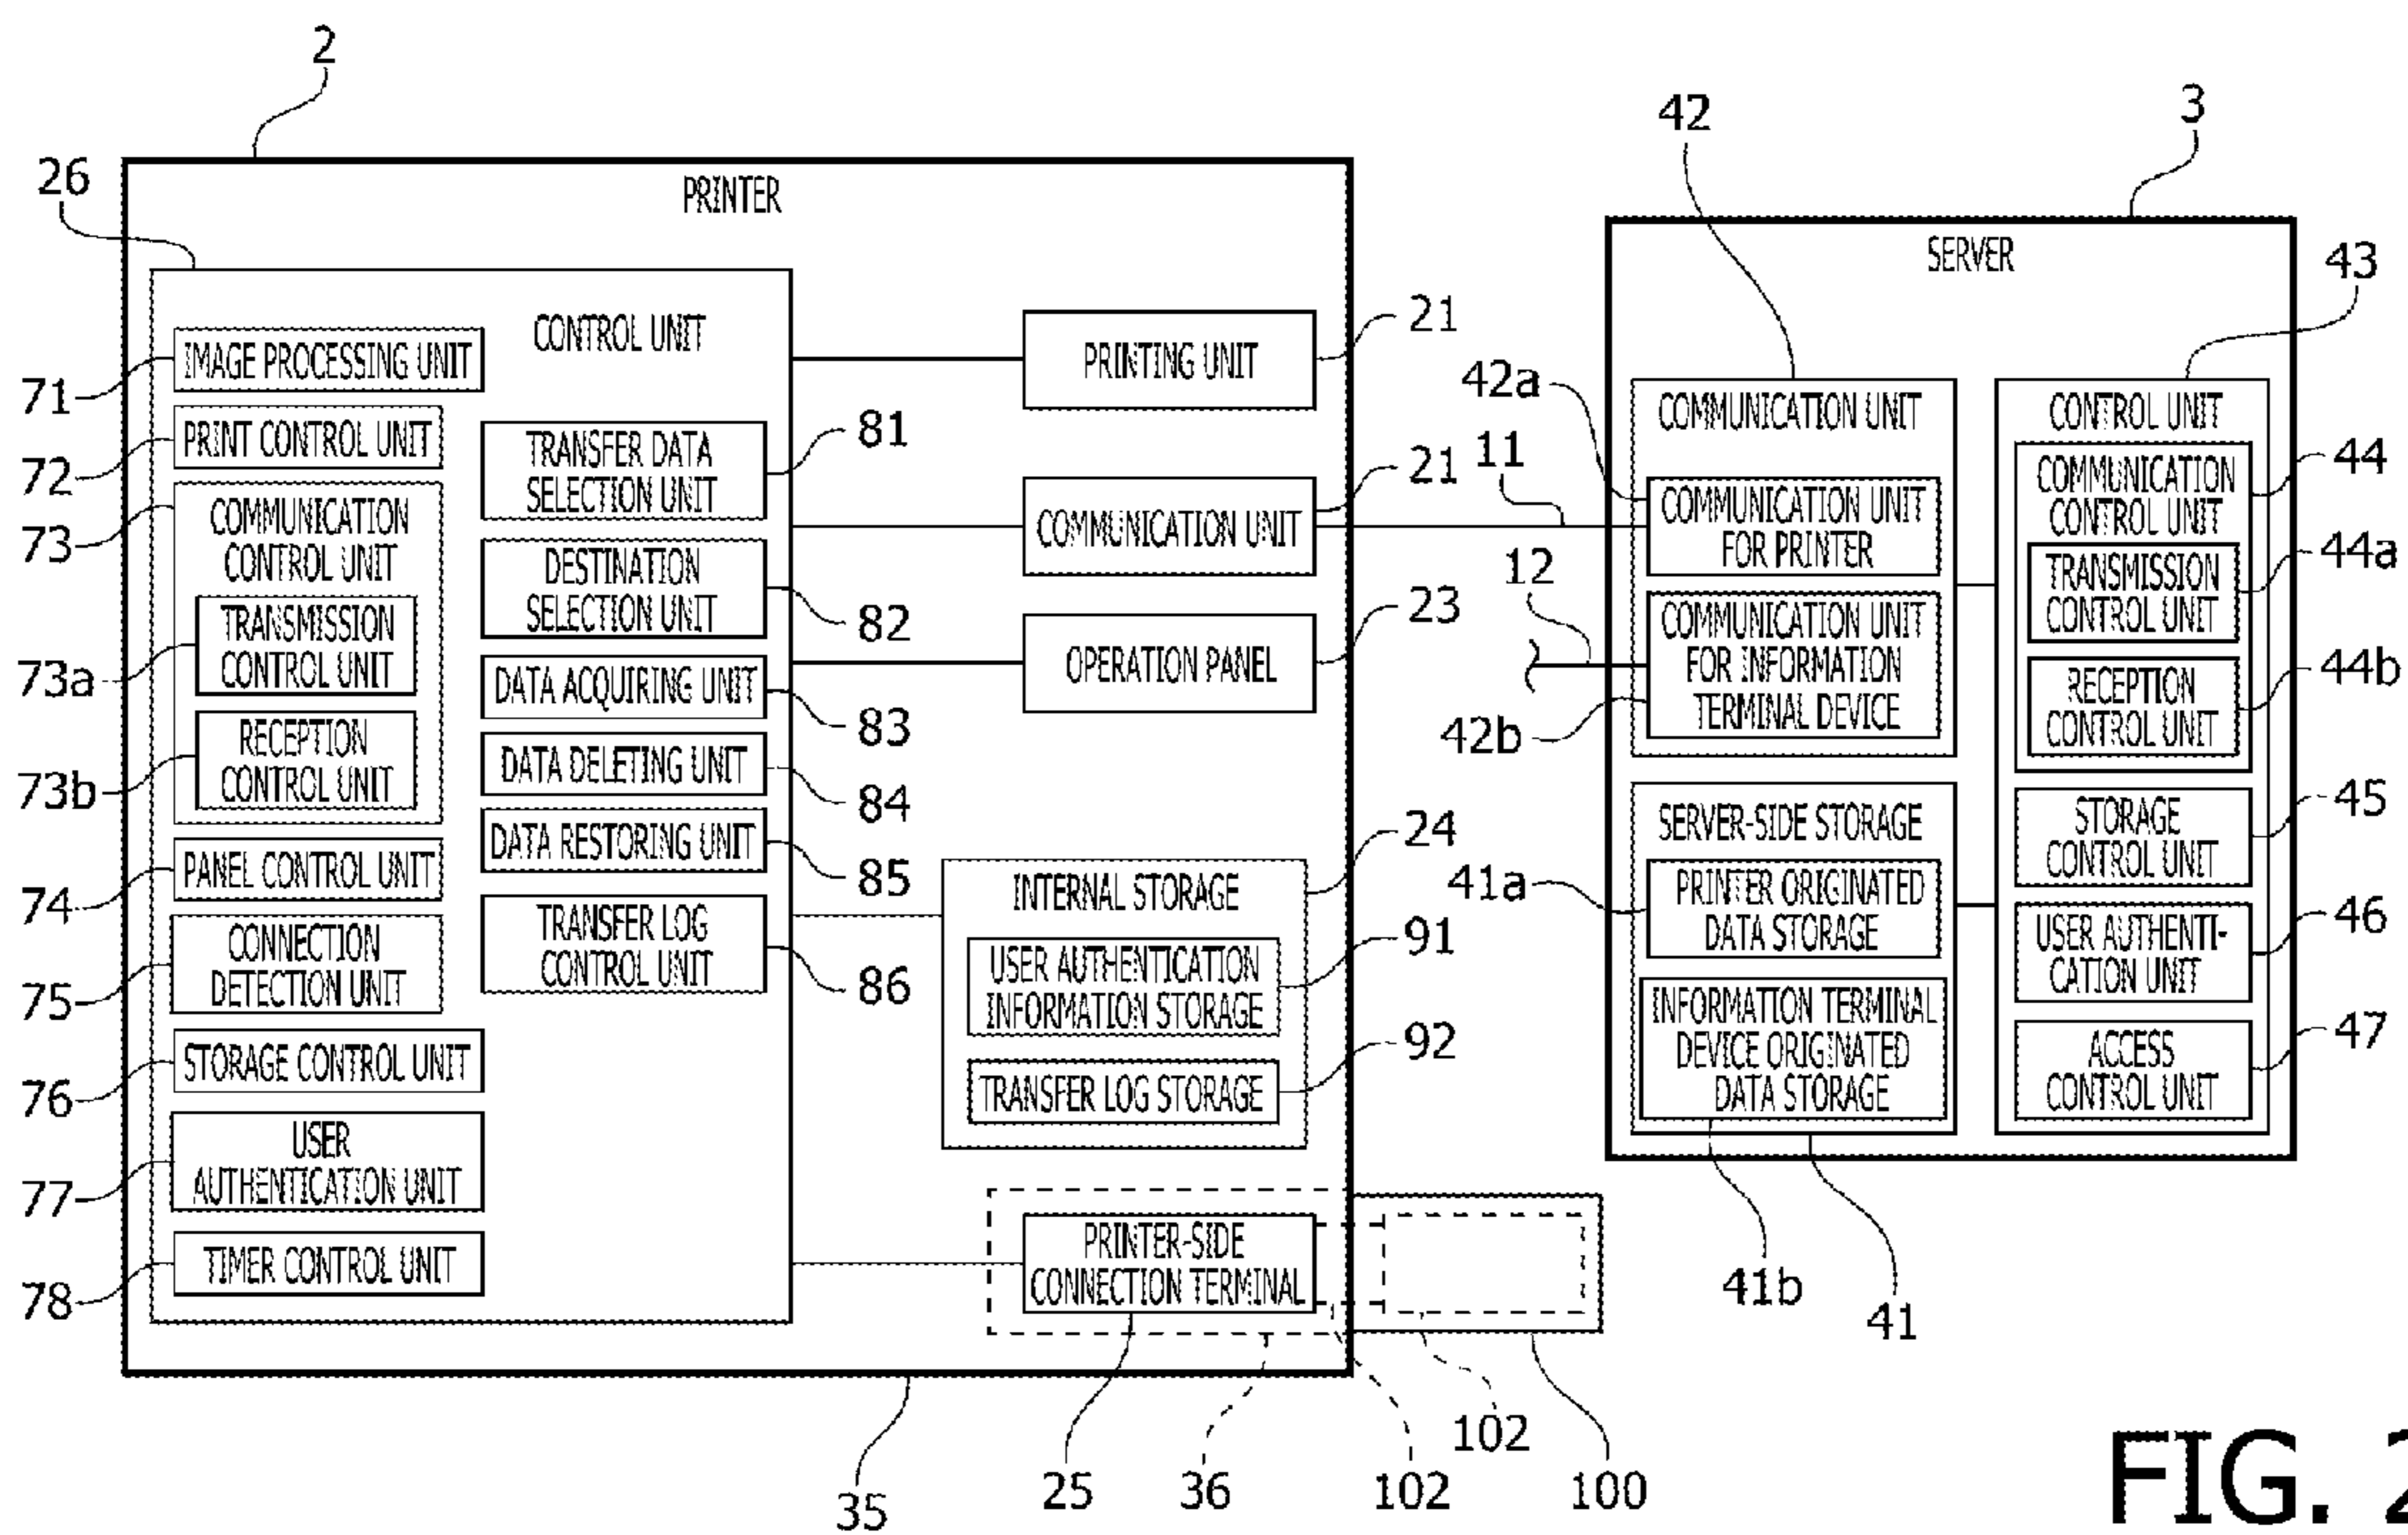 2
26
PRINTER
CONTROL UNIT
IMAGE PROCESSING UNIT
71
PRINT CONTROL UNIT
72
COMMUNICATION
CONTROL UNIT
73
TRANSMISSION
CONTROL UNIT
73a
RECEPTION
CONTROL UNIT
73b
PANEL CONTROL UNIT
74
CONNECTION
DETECTION UNIT
75
STORAGE CONTROL UNIT
76
USER
AUTHENTICATION UNIT
77
TIMER CONTROL UNIT
78
TRANSFER DATA
SELECTION UNIT
81
DESTINATION
SELECTION UNIT
82
DATA ACQUIRING UNIT
83
DATA DELETING UNIT
84
DATA RESTORING UNIT
85
TRANSFER LOG
CONTROL UNIT
86
PRINTING UNIT
21
COMMUNICATION UNIT
21
OPERATION PANEL
23
INTERNAL STORAGE
24
USER AUTHENTICATION
INFORMATION STORAGE
91
TRANSFER LOG STORAGE
92
PRINTER-SIDE
CONNECTION TERMINAL
35
25
36
102
102
100
11
12
3
SERVER
42
COMMUNICATION UNIT
42a
COMMUNICATION UNIT
FOR PRINTER
42b
COMMUNICATION UNIT
FOR INFORMATION
TERMINAL DEVICE
SERVER-SIDE STORAGE
41a
PRINTER ORIGINATED
DATA STORAGE
INFORMATION TERMINAL
DEVICE ORIGINATED
DATA STORAGE
41b
41
43
CONTROL UNIT
COMMUNICATION
CONTROL UNIT
44
TRANSMISSION
CONTROL UNIT
44a
RECEPTION
CONTROL UNIT
44b
STORAGE
CONTROL UNIT
45
USER AUTHENTI-
CATION UNIT
46
ACCESS
CONTROL UNIT
47
FIG. 2